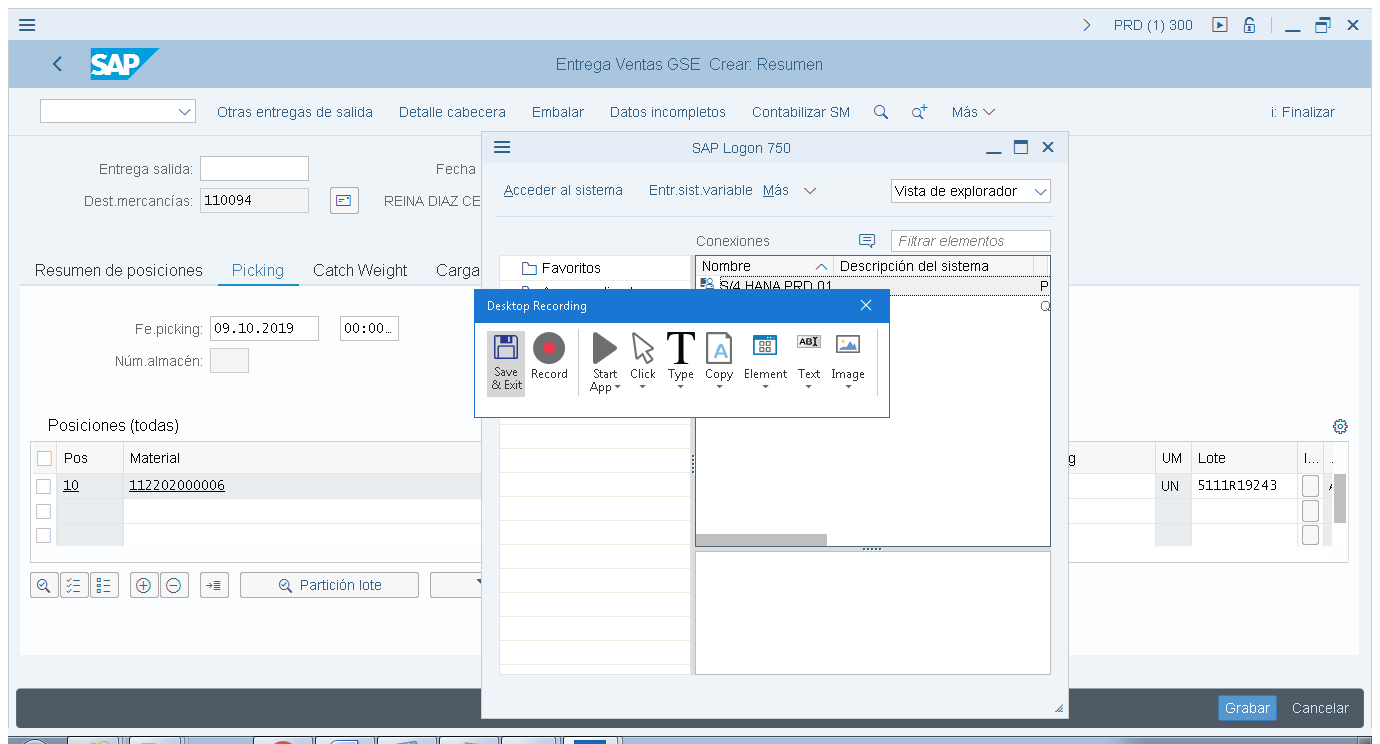 PRD (1) 300
SAP
Entrega Ventas GSE Crear: Resumen
Otras entregas de salida Detalle cabecera Embalar Datos incompletos Contabilizar SM Más i: Finalizar
Entrega salida: Fecha
Dest.mercancías: 110094 REINA DIAZ CE
Resumen de posiciones Picking Catch Weight Carga
Fe.picking: 09.10.2019 00:00...
Núm.almacén:
Posiciones (todas)
Pos Material g UM Lote I... .
10 112202000006 UN 5111R19243
Partición lote
Grabar Cancelar
SAP Logon 750
Acceder al sistema Entr.sist.variable Más Vista de explorador
Conexiones Filtrar elementos
Favoritos Nombre Descripción del sistema
S/4 HANA PRD 01 P
Q
Desktop Recording
Save & Exit
Record
Start App
Click
Type
Copy
Element
Text
Image
ABI